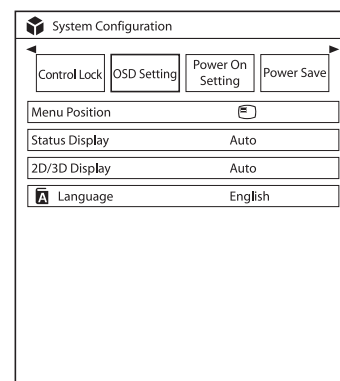 System Configuration
Control Lock OSD Setting Power On Setting Power Save
Menu Position
Status Display Auto
2D/3D Display Auto
A Language English